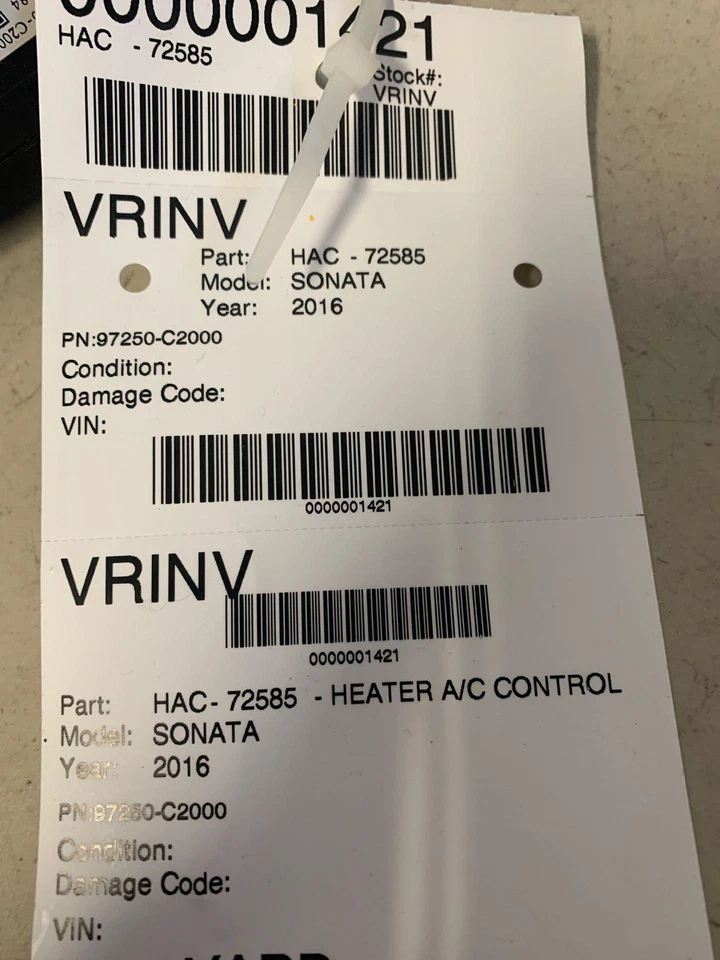 0000001421
HAC - 72585
Stock#:
VRINV
VRINV
Part: HAC - 72585
Model: SONATA
Year: 2016
PN:97250-C2000
Condition:
Damage Code:
VIN:
0000001421
VRINV
0000001421
Part: HAC- 72585 - HEATER A/C CONTROL
Model: SONATA
Year: 2016
PN:97250-C2000
Condition:
Damage Code:
VIN: